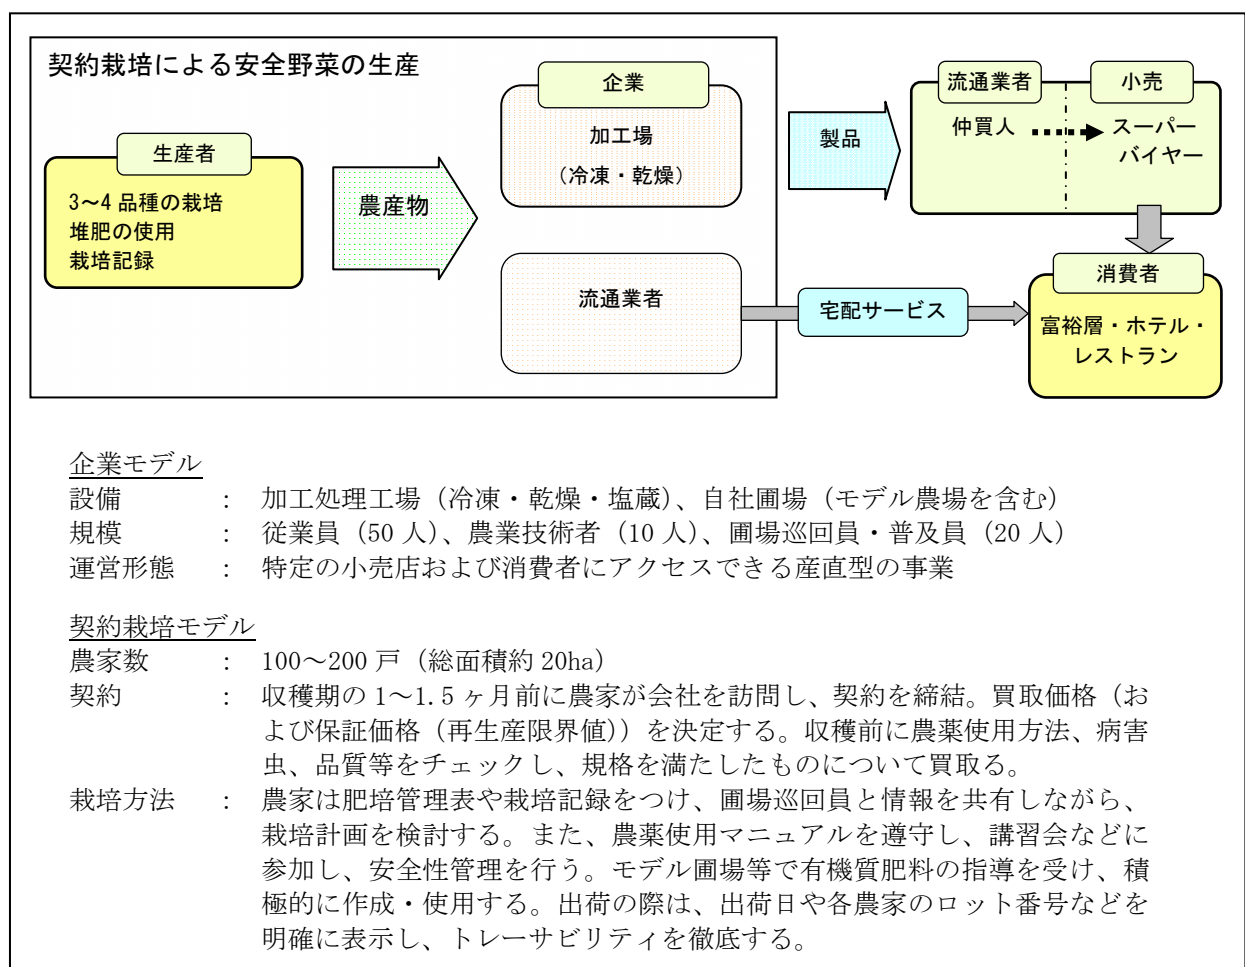 契約栽培による安全野菜の生産
生産者
3～4 品種の栽培
堆肥の使用
栽培記録
農産物
企業
加工場
（冷凍・乾燥）
流通業者
製品
流通業者
仲買人
小売
スーパー
バイヤー
宅配サービス
消費者
富裕層・ホテル・
レストラン
企業モデル
設備 ： 加工処理工場（冷凍・乾燥・塩蔵）、自社圃場（モデル農場を含む）
規模 ： 従業員（50 人）、農業技術者（10 人）、圃場巡回員・普及員（20 人）
運営形態 ： 特定の小売店および消費者にアクセスできる産直型の事業
契約栽培モデル
農家数 ： 100～200 戸（総面積約 20ha）
契約 ： 収穫期の 1～1.5 ヶ月前に農家が会社を訪問し、契約を締結。買取価格（お
よび保証価格（再生産限界値））を決定する。収穫前に農薬使用方法、病害
虫、品質等をチェックし、規格を満たしたものについて買取る。
栽培方法 ： 農家は肥培管理表や栽培記録をつけ、圃場巡回員と情報を共有しながら、
栽培計画を検討する。また、農薬使用マニュアルを遵守し、講習会などに
参加し、安全性管理を行う。モデル圃場等で有機質肥料の指導を受け、積
極的に作成・使用する。出荷の際は、出荷日や各農家のロット番号などを
明確に表示し、トレーサビリティを徹底する。